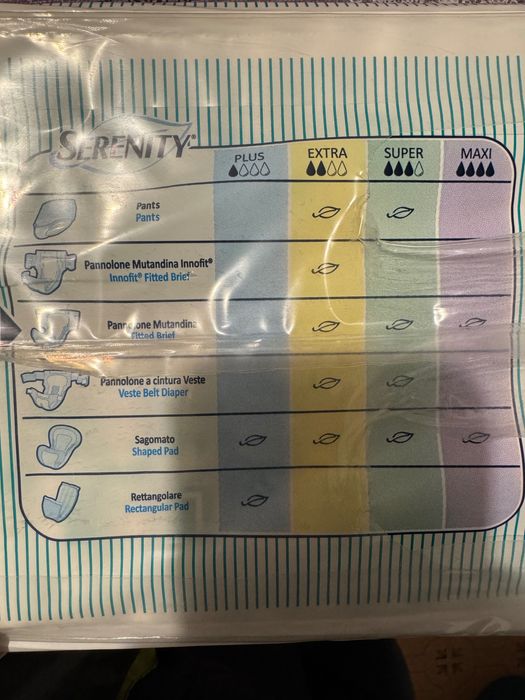 SERENITY®
PLUS EXTRA SUPER MAXI
Pants
Pants
Pannolone Mutandina Innofit®
Innofit® Fitted Brief
Pannolone Mutandina
Fitted Brief
Pannolone a cintura Veste
Veste Belt Diaper
Sagomato
Shaped Pad
Rettangolare
Rectangular Pad